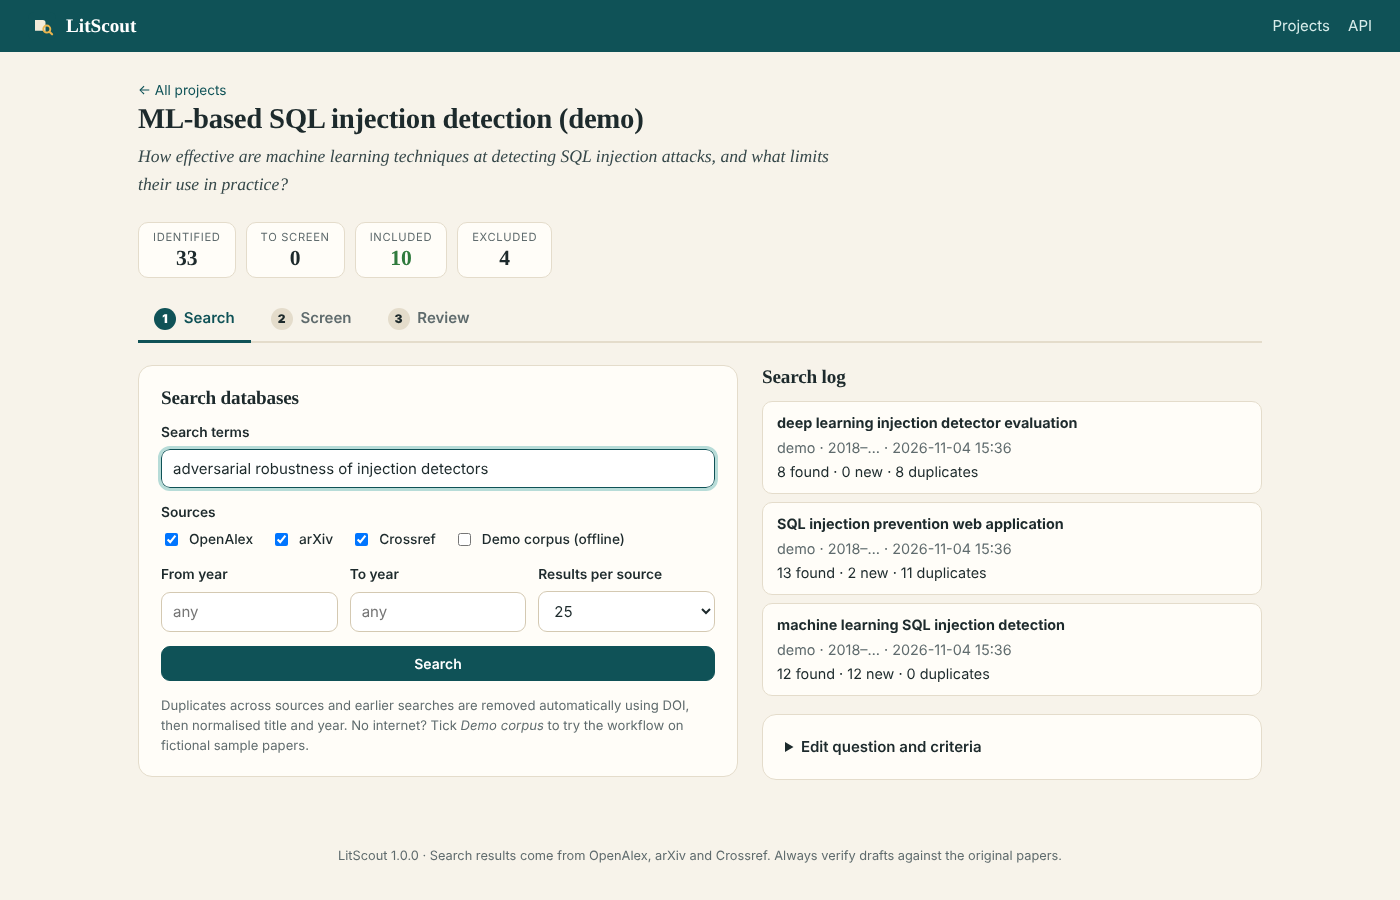 LitScout
Projects API
← All projects
ML-based SQL injection detection (demo)
How effective are machine learning techniques at detecting SQL injection attacks, and what limits
their use in practice?
IDENTIFIED
33
TO SCREEN
0
INCLUDED
10
EXCLUDED
4
1 Search
2 Screen
3 Review
Search databases
Search terms
adversarial robustness of injection detectors
Sources
OpenAlex arXiv Crossref Demo corpus (offline)
From year To year Results per source
any any 25
Search
Duplicates across sources and earlier searches are removed automatically using DOI,
then normalised title and year. No internet? Tick Demo corpus to try the workflow on
fictional sample papers.
Search log
deep learning injection detector evaluation
demo · 2018–… · 2026-11-04 15:36
8 found · 0 new · 8 duplicates
SQL injection prevention web application
demo · 2018–… · 2026-11-04 15:36
13 found · 2 new · 11 duplicates
machine learning SQL injection detection
demo · 2018–… · 2026-11-04 15:36
12 found · 12 new · 0 duplicates
Edit question and criteria
LitScout 1.0.0 · Search results come from OpenAlex, arXiv and Crossref. Always verify drafts against the original papers.